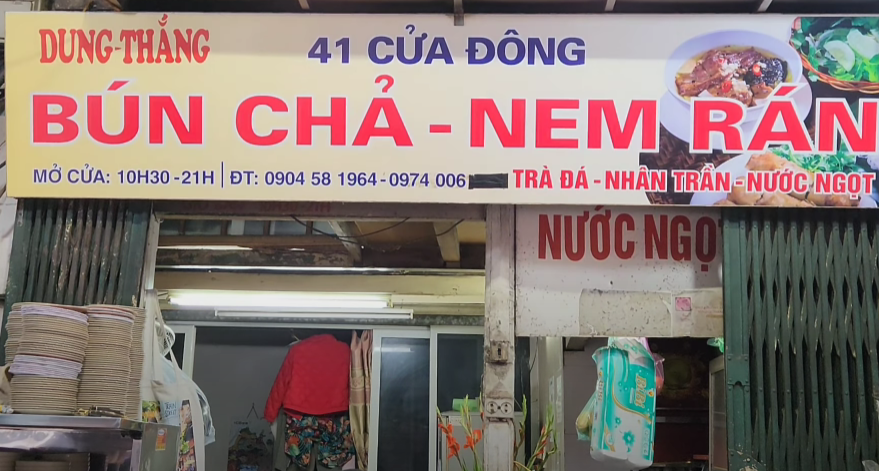 DUNG-THẮNG
41 CỬA ĐÔNG
BÚN CHẢ - NEM RÁN
MỞ CỬA: 10H30 -21H | ĐT: 0904 58 1964 - 0974 006 TRÀ ĐÁ - NHÂN TRẦN - NƯỚC NGỌT
NƯỚC NGỌ